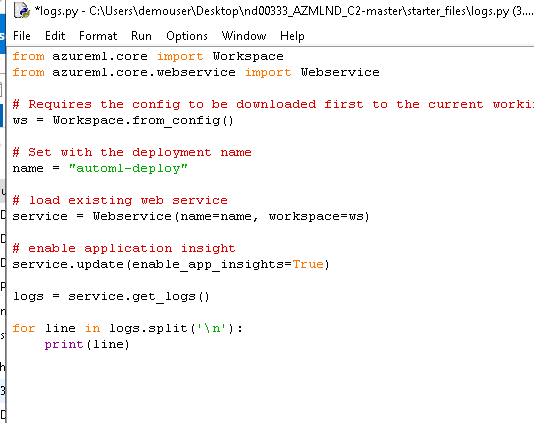 *logs.py - C:\Users\demouser\Desktop\nd00333_AZMLND_C2-master\starter_files\logs.py (3....
File Edit Format Run Options Window Help
from azureml.core import Workspace
from azureml.core.webservice import Webservice
# Requires the config to be downloaded first to the current worki
ws = Workspace.from_config()
# Set with the deployment name
name = "automl-deploy"
# load existing web service
service = Webservice(name=name, workspace=ws)
# enable application insight
service.update(enable_app_insights=True)
logs = service.get_logs()
for line in logs.split('\n'):
    print(line)